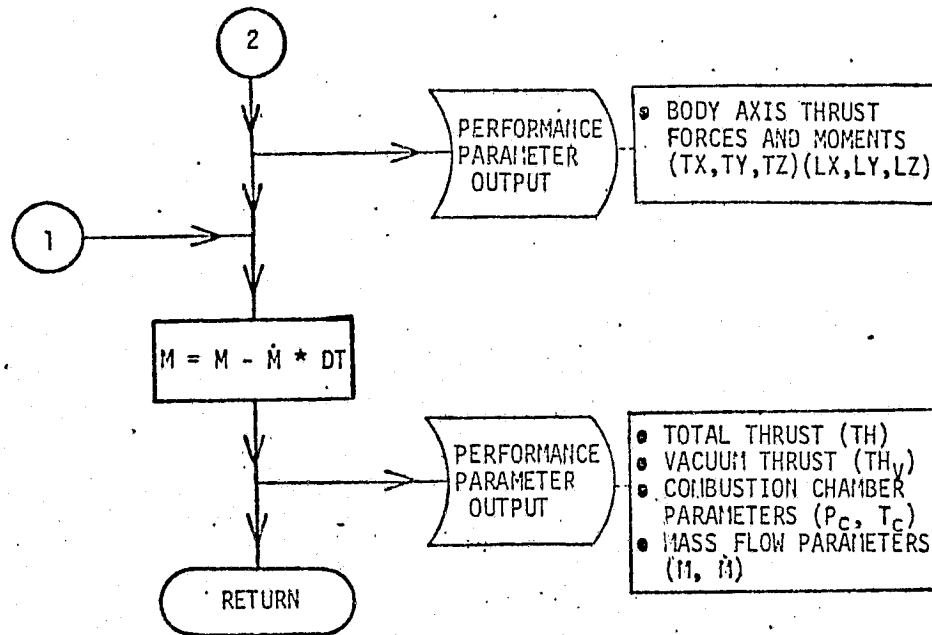 2
PERFORMANCE
PARAMETER
OUTPUT
• BODY AXIS THRUST
FORCES AND MOMENTS
(TX,TY,TZ)(LX,LY,LZ)
1
M = M - Ṁ * DT
PERFORMANCE
PARAMETER
OUTPUT
• TOTAL THRUST (TH)
• VACUUM THRUST (THV)
• COMBUSTION CHAMBER
PARAMETERS (PC, TC)
• MASS FLOW PARAMETERS
(M, Ṁ)
RETURN